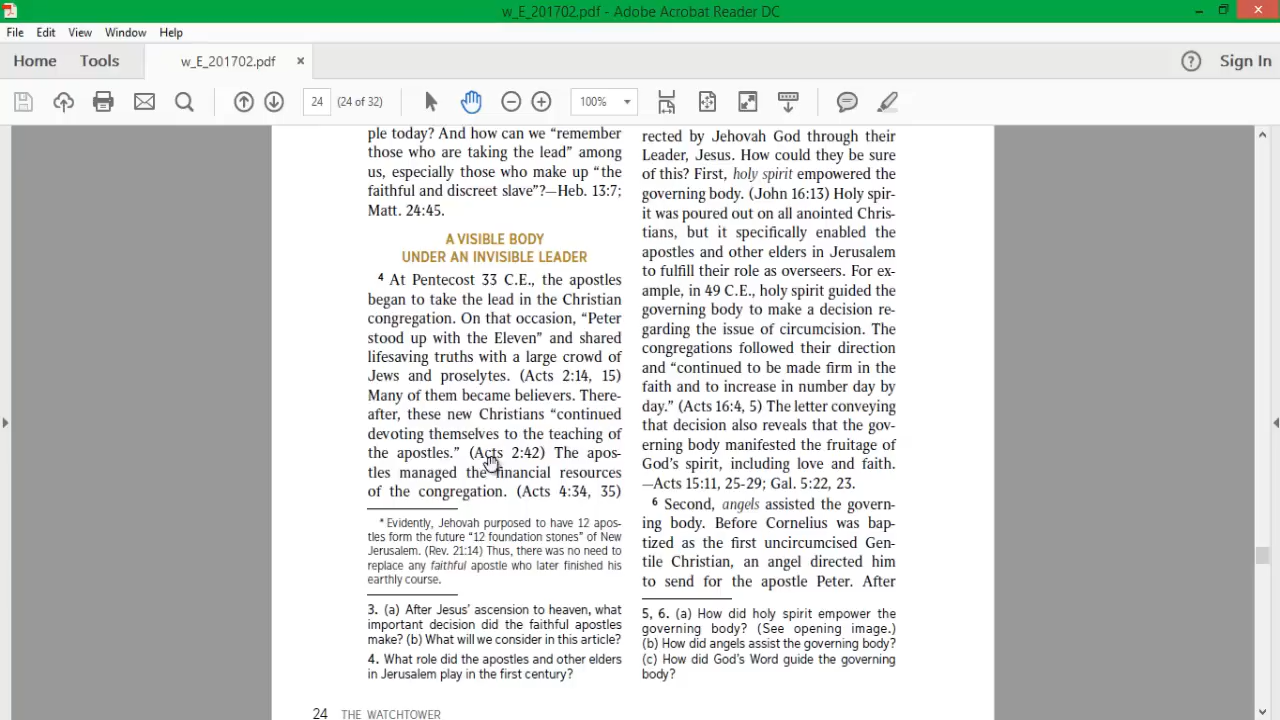 w_E_201702.pdf - Adobe Acrobat Reader DC
File Edit View Window Help
Home Tools w_E_201702.pdf × ? Sign In
24 (24 of 32) 100%
ple today? And how can we “remember
those who are taking the lead” among
us, especially those who make up “the
faithful and discreet slave”?—Heb. 13:7;
Matt. 24:45.
A VISIBLE BODY
UNDER AN INVISIBLE LEADER
4 At Pentecost 33 C.E., the apostles
began to take the lead in the Christian
congregation. On that occasion, “Peter
stood up with the Eleven” and shared
lifesaving truths with a large crowd of
Jews and proselytes. (Acts 2:14, 15)
Many of them became believers. There-
after, these new Christians “continued
devoting themselves to the teaching of
the apostles.” (Acts 2:42) The apos-
tles managed the financial resources
of the congregation. (Acts 4:34, 35)
* Evidently, Jehovah purposed to have 12 apos-
tles form the future “12 foundation stones” of New
Jerusalem. (Rev. 21:14) Thus, there was no need to
replace any faithful apostle who later finished his
earthly course.
3. (a) After Jesus’ ascension to heaven, what
important decision did the faithful apostles
make? (b) What will we consider in this article?
4. What role did the apostles and other elders
in Jerusalem play in the first century?
24 THE WATCHTOWER
rected by Jehovah God through their
Leader, Jesus. How could they be sure
of this? First, holy spirit empowered the
governing body. (John 16:13) Holy spir-
it was poured out on all anointed Chris-
tians, but it specifically enabled the
apostles and other elders in Jerusalem
to fulfill their role as overseers. For ex-
ample, in 49 C.E., holy spirit guided the
governing body to make a decision re-
garding the issue of circumcision. The
congregations followed their direction
and “continued to be made firm in the
faith and to increase in number day by
day.” (Acts 16:4, 5) The letter conveying
that decision also reveals that the gov-
erning body manifested the fruitage of
God’s spirit, including love and faith.
—Acts 15:11, 25-29; Gal. 5:22, 23.
6 Second, angels assisted the govern-
ing body. Before Cornelius was bap-
tized as the first uncircumcised Gen-
tile Christian, an angel directed him
to send for the apostle Peter. After
5, 6. (a) How did holy spirit empower the
governing body? (See opening image.)
(b) How did angels assist the governing body?
(c) How did God’s Word guide the governing
body?